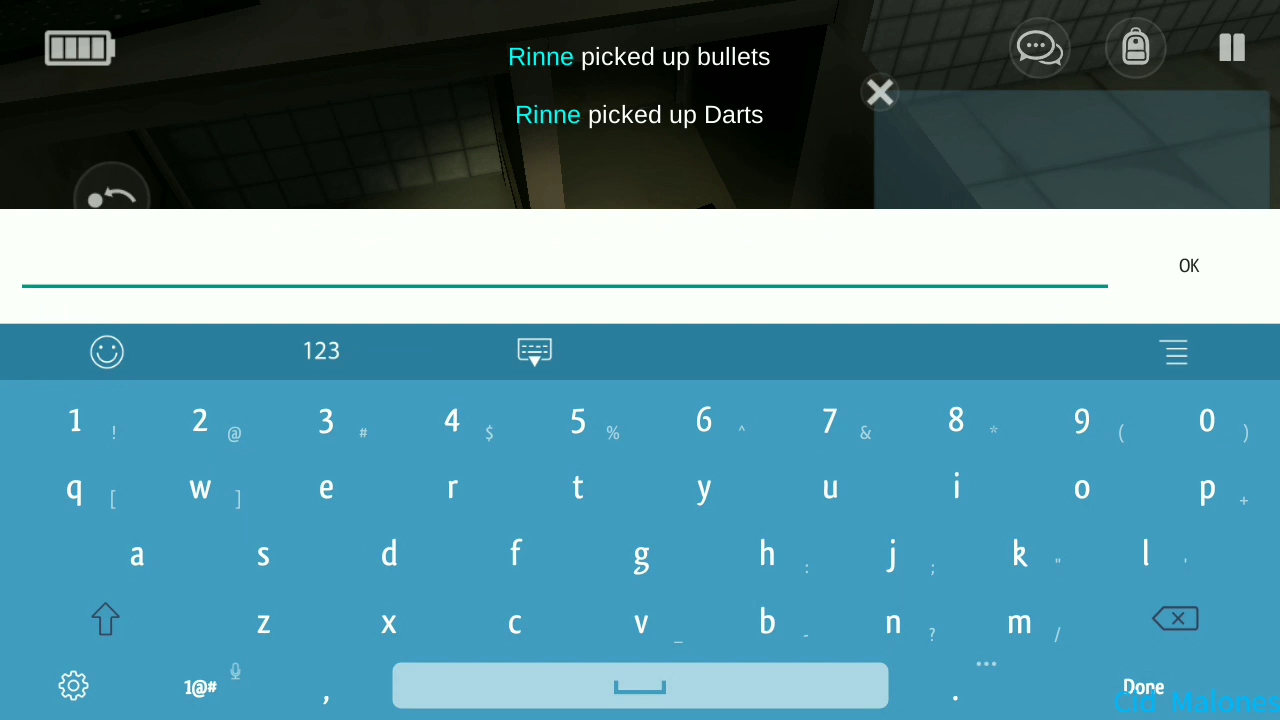 Rinne picked up bullets
Rinne picked up Darts
OK
123
1 ! 2 @ 3 # 4 $ 5 % 6 ^ 7 & 8 * 9 ( 0 )
q [ w ] e r t y u i o p +
a s d f g h : j ; k " l '
z x c v _ b - n ? m /
1@# , . ... Done
Malones